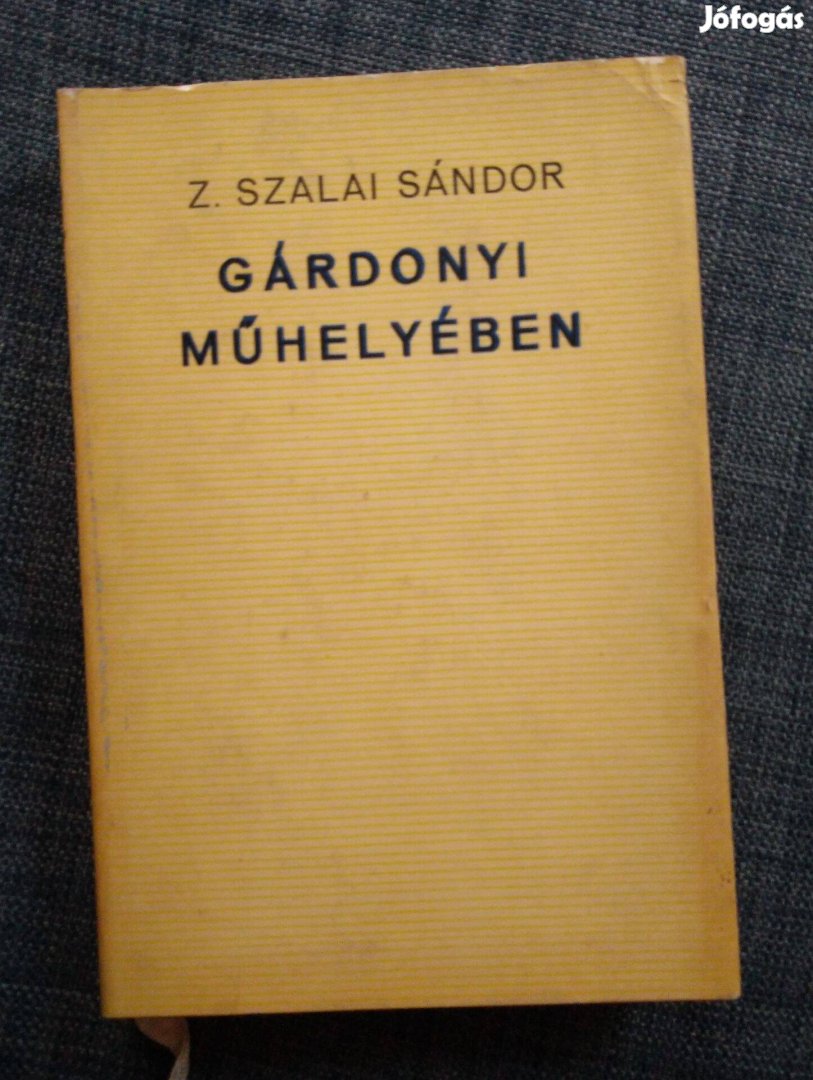 Jófogás
Z. SZALAI SÁNDOR
GÁRDONYI
MŰHELYÉBEN